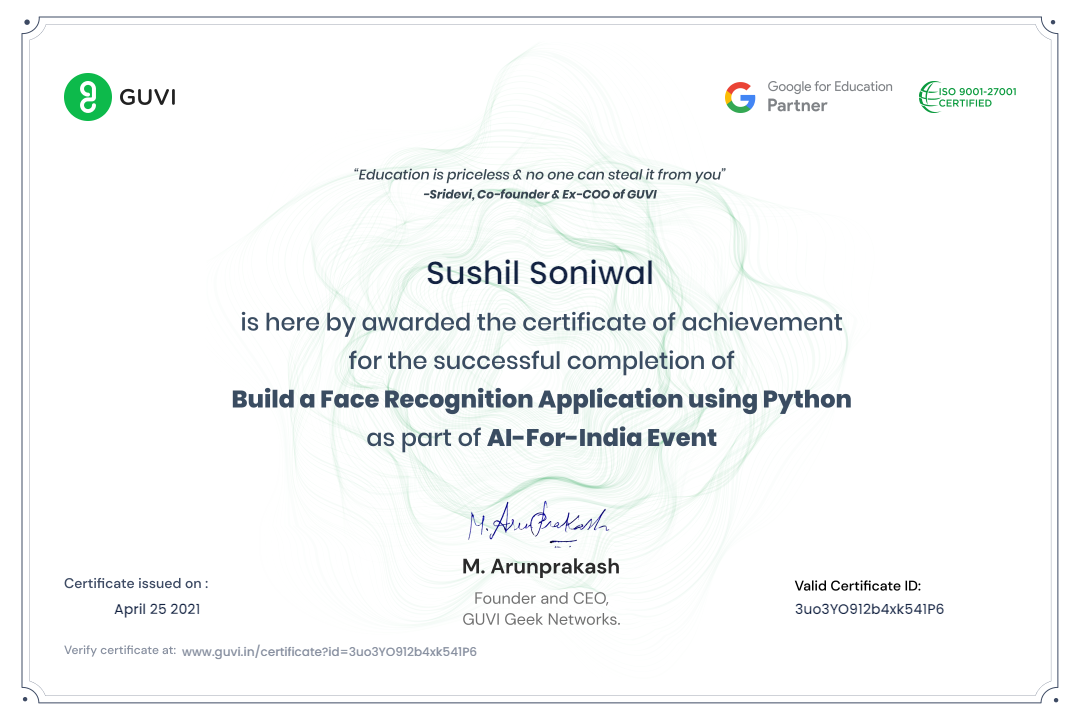 GUVI
Google for Education
Partner
ISO 9001-27001
CERTIFIED
“Education is priceless & no one can steal it from you”
-Sridevi, Co-founder & Ex-COO of GUVI
Sushil Soniwal
is here by awarded the certificate of achievement
for the successful completion of
Build a Face Recognition Application using Python
as part of AI-For-India Event
M. ArunPrakash
M. Arunprakash
Founder and CEO,
GUVI Geek Networks.
Certificate issued on :
April 25 2021
Valid Certificate ID:
3uo3YO912b4xk541P6
Verify certificate at: www.guvi.in/certificate?id=3uo3YO912b4xk541P6